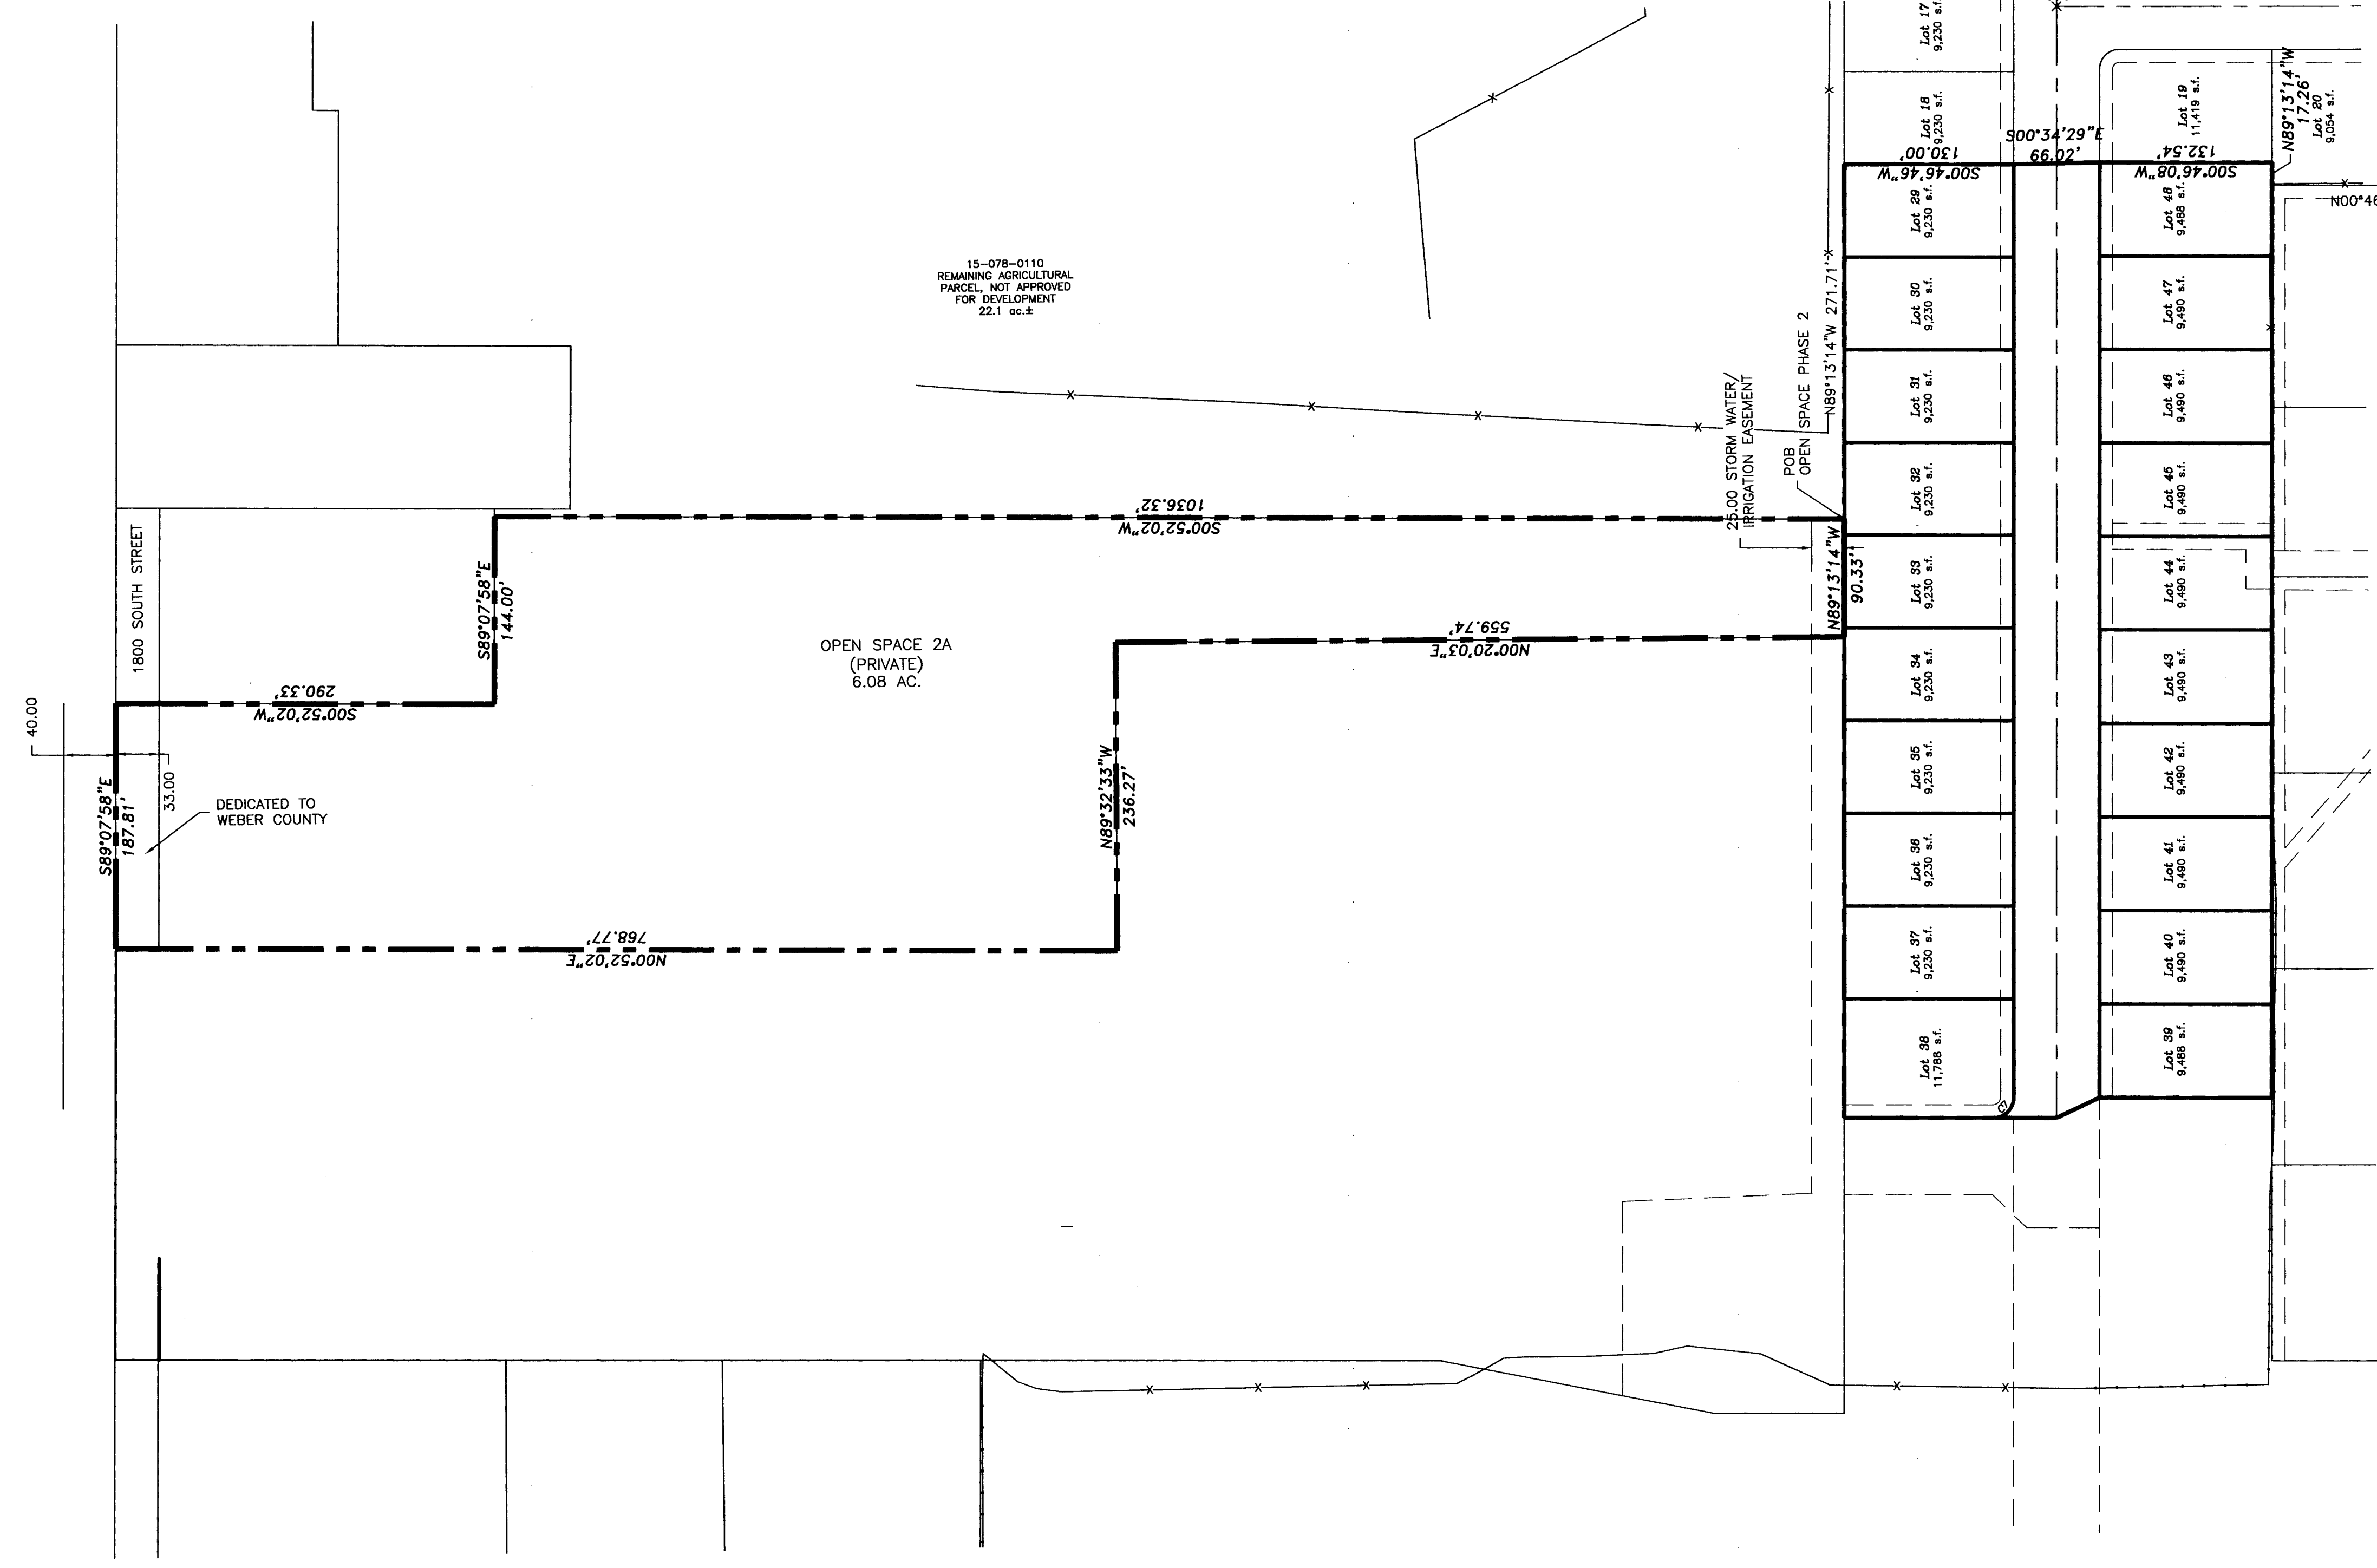 15-078-0110
REMAINING AGRICULTURAL
PARCEL, NOT APPROVED
FOR DEVELOPMENT
22.1 ac.±
1800 SOUTH STREET
40.00
33.00
S89°07'58"E
187.81'
DEDICATED TO
WEBER COUNTY
290.33'
S00°52'02"W
S89°07'58"E
144.00'
1036.32'
S00°52'02"W
OPEN SPACE 2A
(PRIVATE)
6.08 AC.
768.77'
N00°52'02"E
N89°32'33"W
236.27'
559.74'
N00°20'03"E
25.00 STORM WATER/
IRRIGATION EASEMENT
POB
OPEN SPACE PHASE 2
N89°13'14"W 271.71'
N89°13'14"W
90.33'
Lot 17
9,230 s.f.
Lot 18
9,230 s.f.
130.00'
S00°46'46"W
S00°34'29"E
66.02'
132.54'
S00°46'08"W
Lot 19
11,419 s.f.
N89°13'14"W
17.26'
Lot 20
9,054 s.f.
N00°46
Lot 29
9,230 s.f.
Lot 30
9,230 s.f.
Lot 31
9,230 s.f.
Lot 32
9,230 s.f.
Lot 33
9,230 s.f.
Lot 34
9,230 s.f.
Lot 35
9,230 s.f.
Lot 36
9,230 s.f.
Lot 37
9,230 s.f.
Lot 38
11,788 s.f.
Lot 48
9,488 s.f.
Lot 47
9,490 s.f.
Lot 46
9,490 s.f.
Lot 45
9,490 s.f.
Lot 44
9,490 s.f.
Lot 43
9,490 s.f.
Lot 42
9,490 s.f.
Lot 41
9,490 s.f.
Lot 40
9,490 s.f.
Lot 39
9,488 s.f.